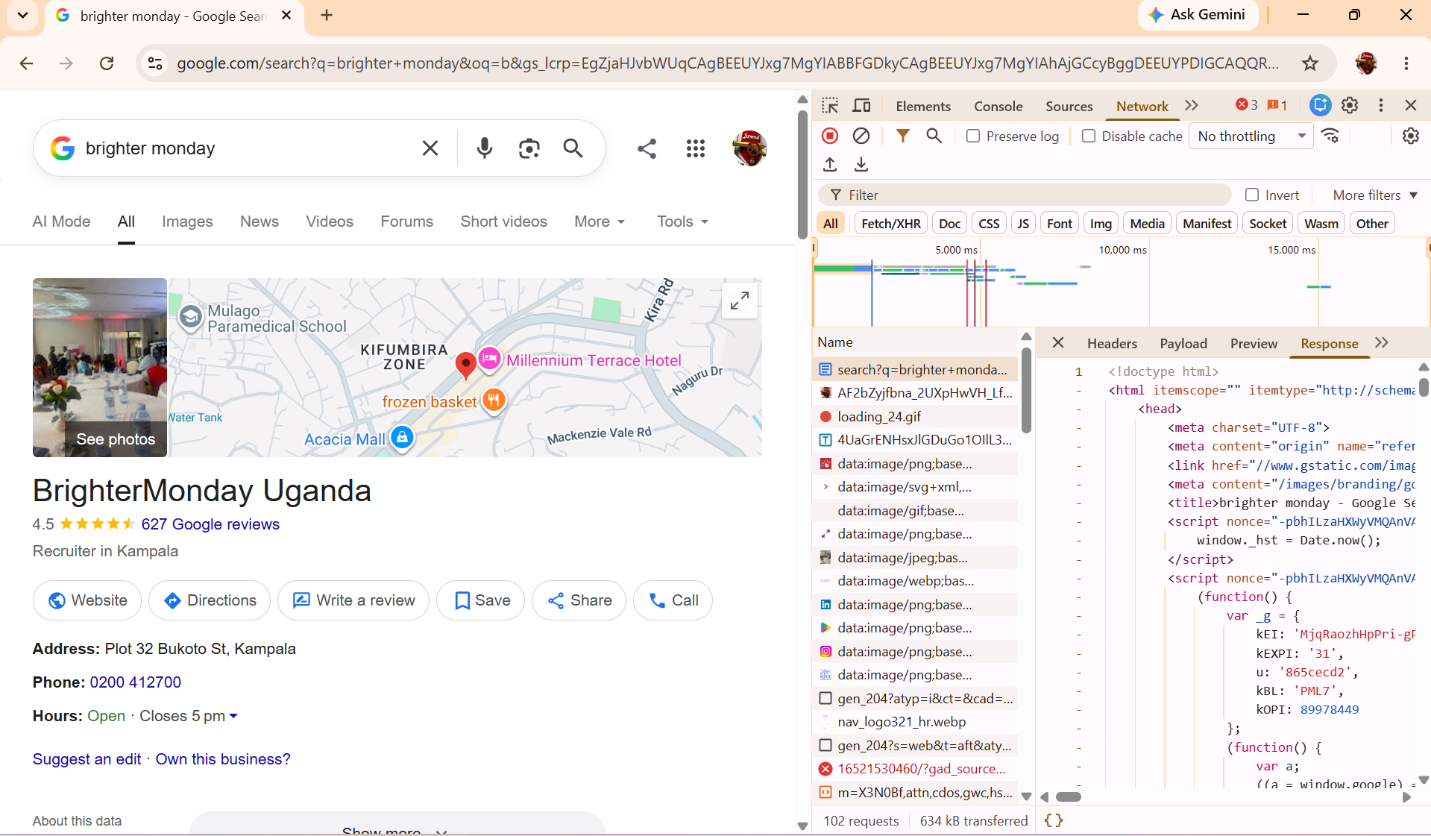 brighter monday - Google Sear
Ask Gemini
google.com/search?q=brighter+monday&oq=b&gs_lcrp=EgZjaHJvbWUqCAgBEEUYJxg7MgYIABBFGDkyCAgBEEUYJxg7MgYIAhAjGCcyBggDEEUYPDIGCAQQR...
brighter monday
AI Mode
All
Images
News
Videos
Forums
Short videos
More
Tools
Mulago
Paramedical School
KIFUMBIRA
ZONE
Kira Rd
Millennium Terrace Hotel
frozen basket
Naguru Dr
Water Tank
Acacia Mall
Mackenzie Vale Rd
See photos
BrighterMonday Uganda
4.5
627 Google reviews
Recruiter in Kampala
Website
Directions
Write a review
Save
Share
Call
Address: Plot 32 Bukoto St, Kampala
Phone: 0200 412700
Hours: Open · Closes 5 pm
Suggest an edit · Own this business?
About this data
Show more
Elements
Console
Sources
Network
3
1
Preserve log
Disable cache
No throttling
Filter
Invert
More filters
All
Fetch/XHR
Doc
CSS
JS
Font
Img
Media
Manifest
Socket
Wasm
Other
5,000 ms
10,000 ms
15,000 ms
Name
search?q=brighter+monda...
AF2bZyjfbna_2UXpHwVH_Lf...
loading_24.gif
4UaGrENHsxJlGDuGo1OIlL3...
data:image/png;base...
data:image/svg+xml,...
data:image/gif;base...
data:image/png;base...
data:image/jpeg;bas...
data:image/webp;bas...
data:image/png;base...
data:image/png;base...
data:image/png;base...
data:image/png;base...
gen_204?atyp=i&ct=&cad=...
nav_logo321_hr.webp
gen_204?s=web&t=aft&aty...
16521530460/?gad_source...
m=X3N0Bf,attn,cdos,gwc,hs...
102 requests
634 kB transferred
Headers
Payload
Preview
Response
1
<!doctype html>
<html itemscope="" itemtype="http://schema
<head>
<meta charset="UTF-8">
<meta content="origin" name="refer
<link href="//www.gstatic.com/imag
<meta content="/images/branding/go
<title>brighter monday - Google Se
<script nonce="-pbhILzaHXWyVMQAnVA
window._hst = Date.now();
</script>
<script nonce="-pbhILzaHXWyVMQAnVA
(function() {
var _g = {
kEI: 'MjqRaozhHpPri-gP
kEXPI: '31',
u: '865cecd2',
kBL: 'PML7',
kOPI: 89978449
};
(function() {
var a;
((a = window.google) =
{}